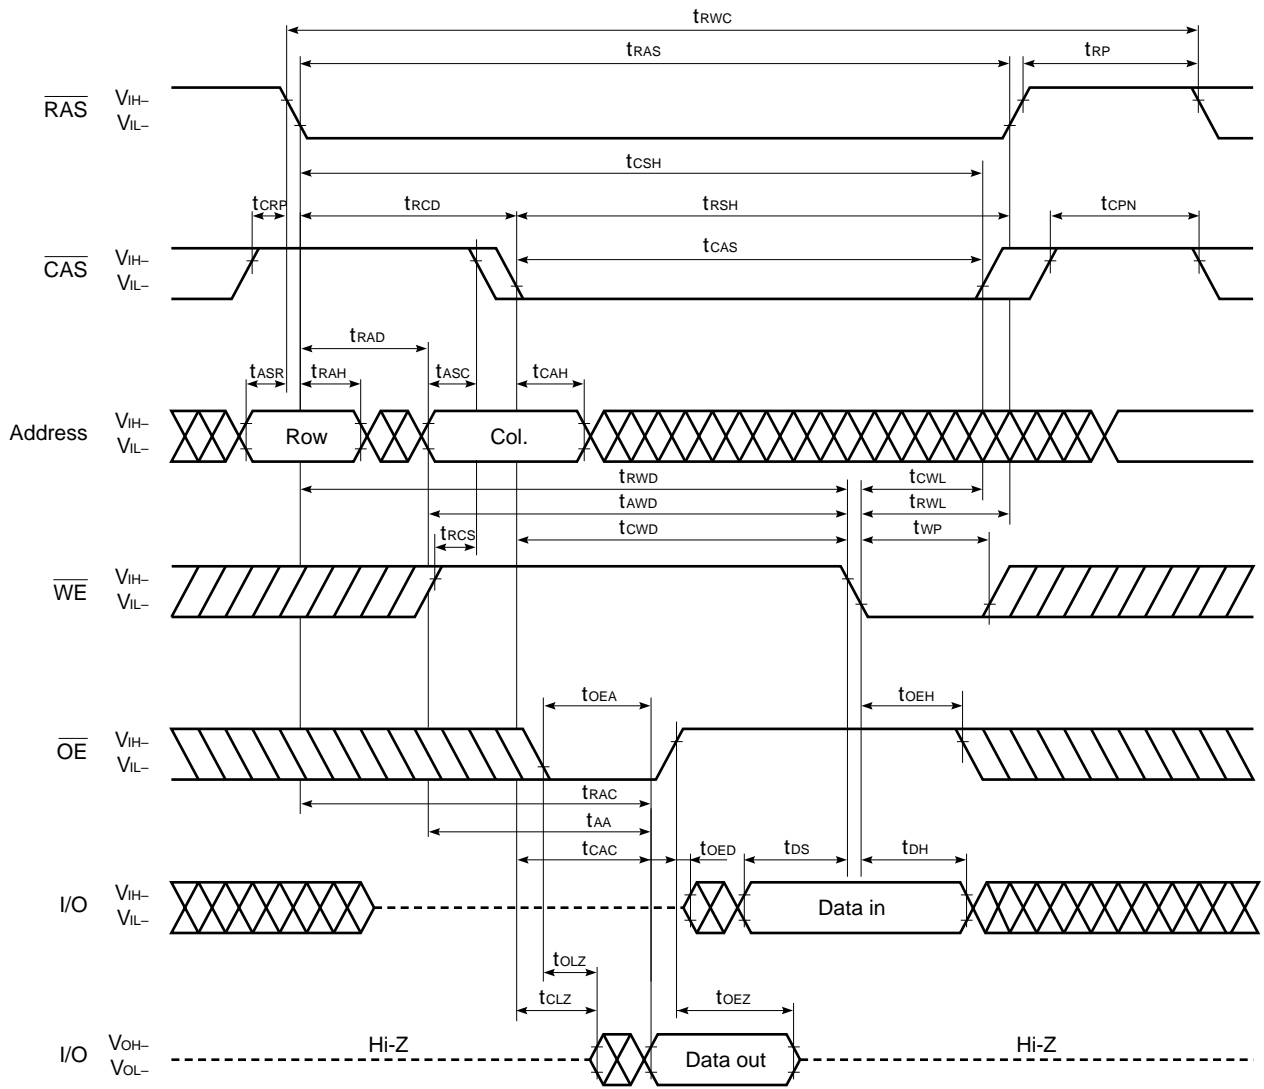 tRWC
tRAS
tRP
RAS
VIH–
VIL–
tCSH
tCRP
tRCD
tRSH
tCPN
CAS
VIH–
VIL–
tCAS
tRAD
tASR
tRAH
tASC
tCAH
Address
VIH–
VIL–
Row
Col.
tRWD
tCWL
tAWD
tRWL
tRCS
tCWD
tWP
WE
VIH–
VIL–
tOEA
tOEH
OE
VIH–
VIL–
tRAC
tAA
tCAC
tOED
tDS
tDH
I/O
VIH–
VIL–
Data in
tOLZ
tCLZ
tOEZ
I/O
VOH–
VOL–
Hi-Z
Data out
Hi-Z